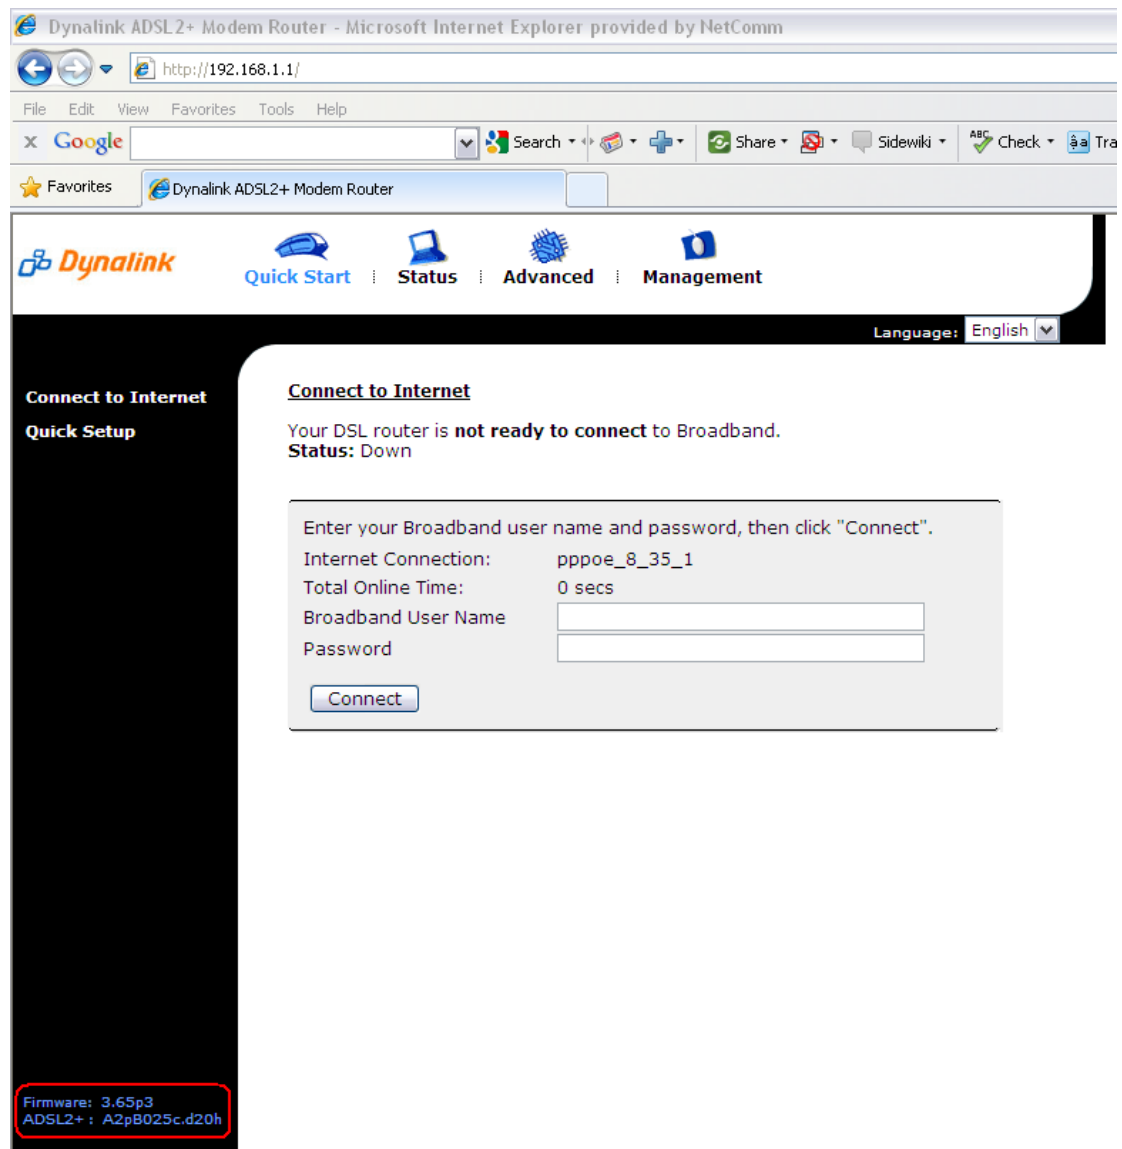 Dynalink ADSL2+ Modem Router - Microsoft Internet Explorer provided by NetComm
http://192.168.1.1/
File Edit View Favorites Tools Help
x Google Search Share Sidewiki ABC Check âa Tra
Favorites Dynalink ADSL2+ Modem Router
Dynalink
Quick Start Status Advanced Management
Language: English
Connect to Internet
Quick Setup
Connect to Internet
Your DSL router is not ready to connect to Broadband.
Status: Down
Enter your Broadband user name and password, then click "Connect".
Internet Connection: pppoe_8_35_1
Total Online Time: 0 secs
Broadband User Name
Password
Connect
Firmware: 3.65p3
ADSL2+ : A2pB025c.d20h